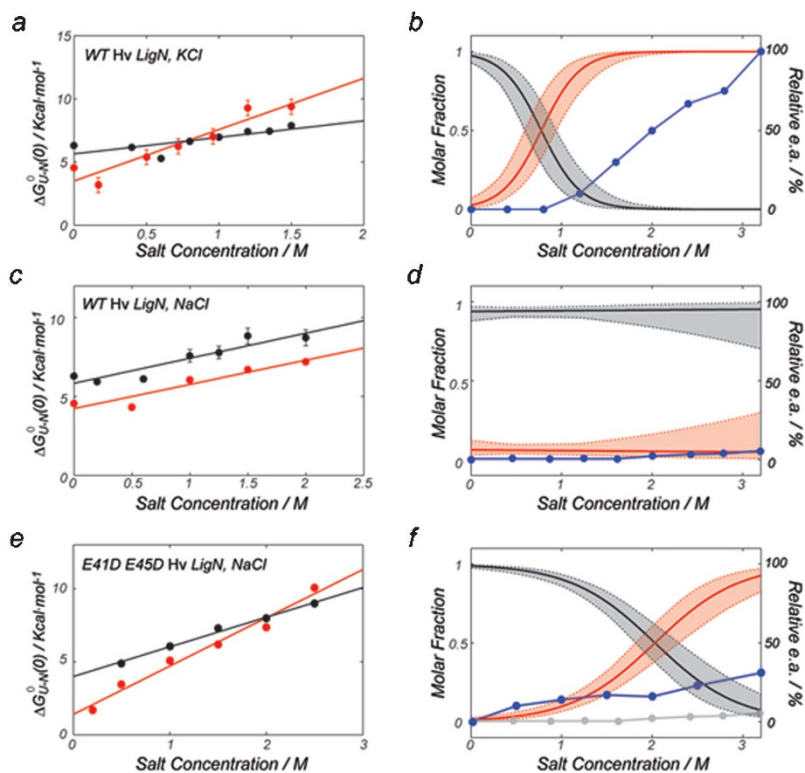 a
WT Hv LigN, KCl
15
10
5
0
ΔG⁰U-N(0) / Kcal·mol⁻¹
0 0.5 1 1.5 2
Salt Concentration / M
b
1
0.5
0
Molar Fraction
100
50
0
Relative e.a. / %
0 1 2 3
Salt Concentration / M
c
WT Hv LigN, NaCl
10
5
0
ΔG⁰U-N(0) / Kcal·mol⁻¹
0 0.5 1 1.5 2 2.5
Salt Concentration / M
d
1
0.5
0
Molar Fraction
100
50
0
Relative e.a. / %
0 1 2 3
Salt Concentration / M
e
E41D E45D Hv LigN, NaCl
10
5
0
ΔG⁰U-N(0) / Kcal·mol⁻¹
0 1 2 3
Salt Concentration / M
f
1
0.5
0
Molar Fraction
100
50
0
Relative e.a. / %
0 1 2 3
Salt Concentration / M